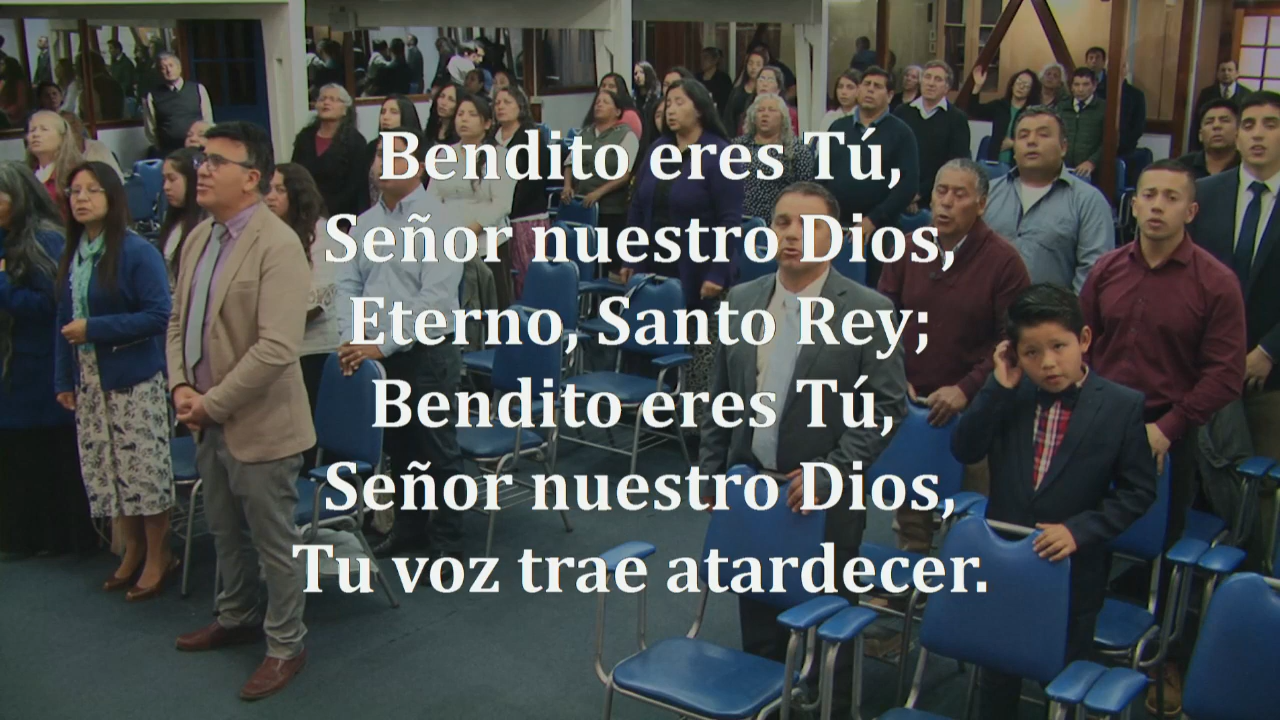 Bendito eres Tú,
Señor nuestro Dios,
Eterno, Santo Rey;
Bendito eres Tú,
Señor nuestro Dios,
Tu voz trae atardecer.